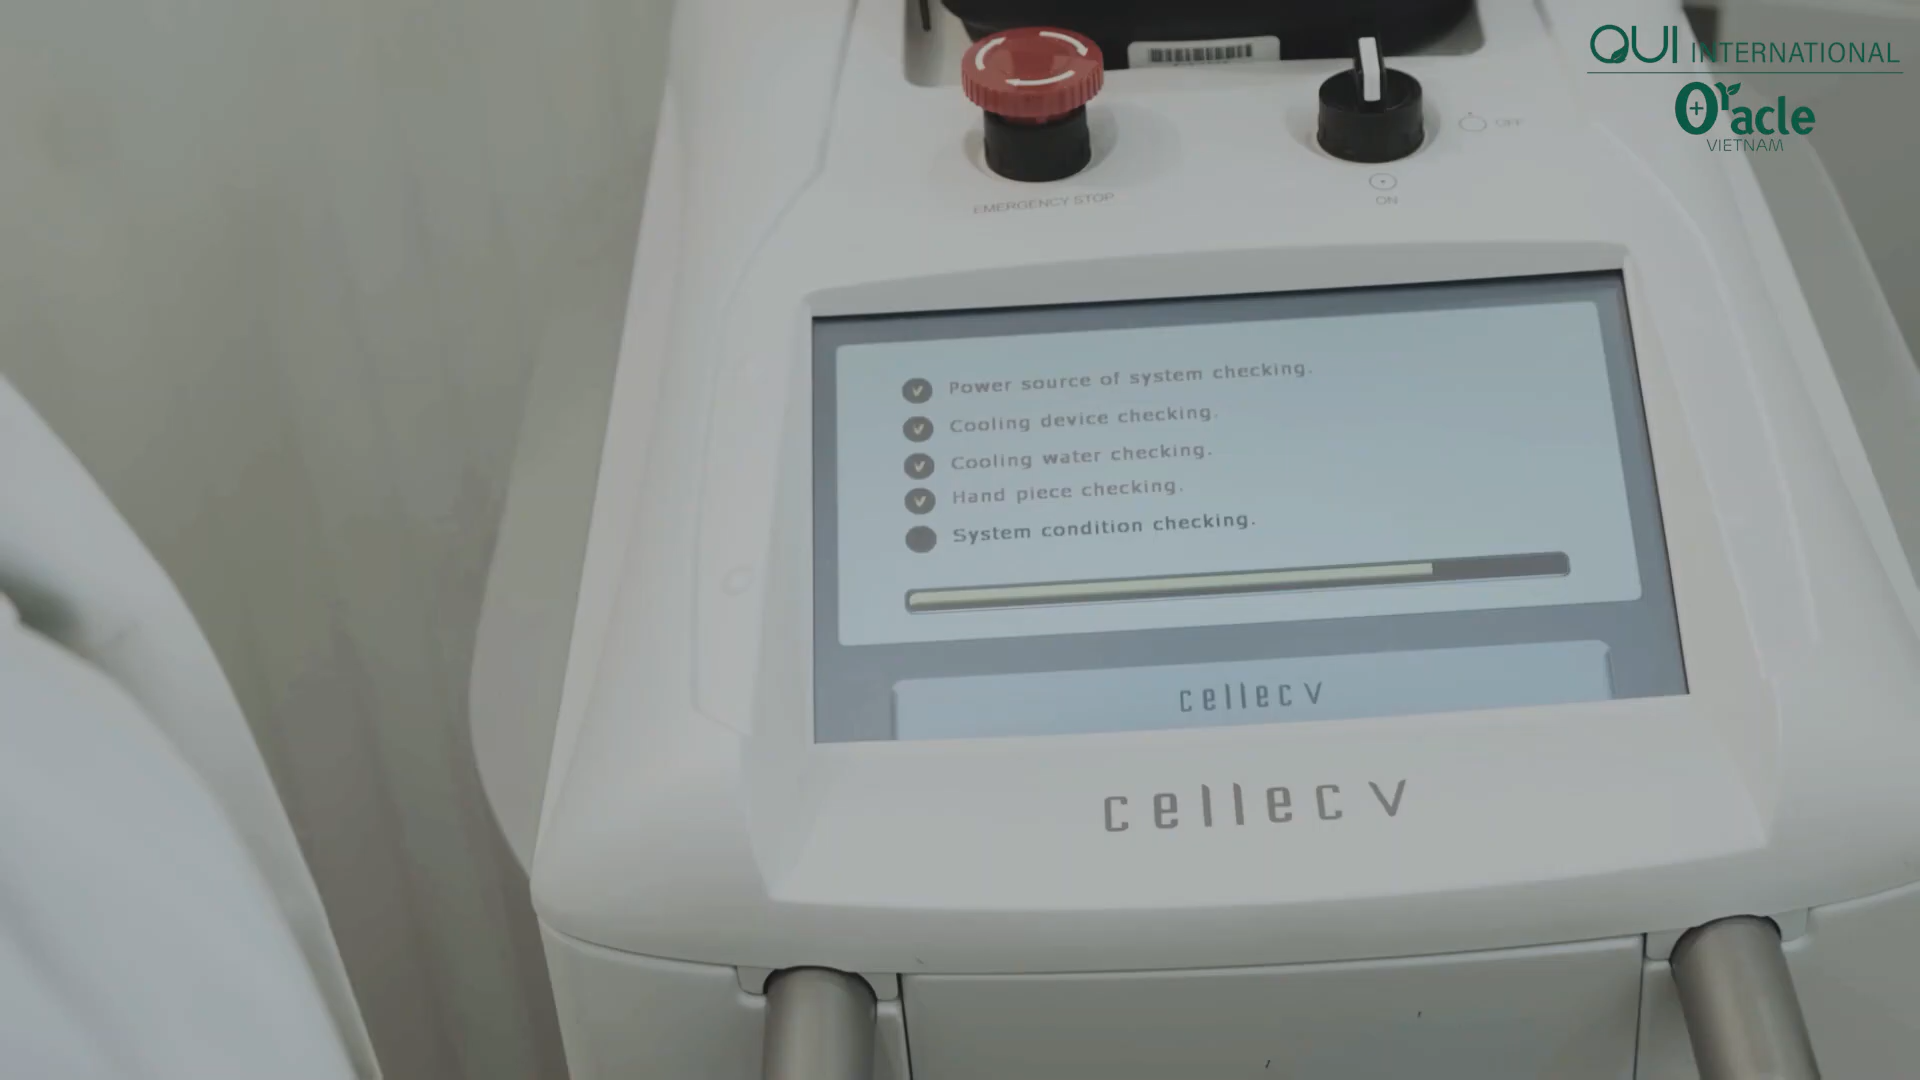 QUI INTERNATIONAL
Oracle
VIETNAM
OFF
ON
EMERGENCY STOP
Power source of system checking.
Cooling device checking.
Cooling water checking.
Hand piece checking.
System condition checking.
cellec V
cellec V